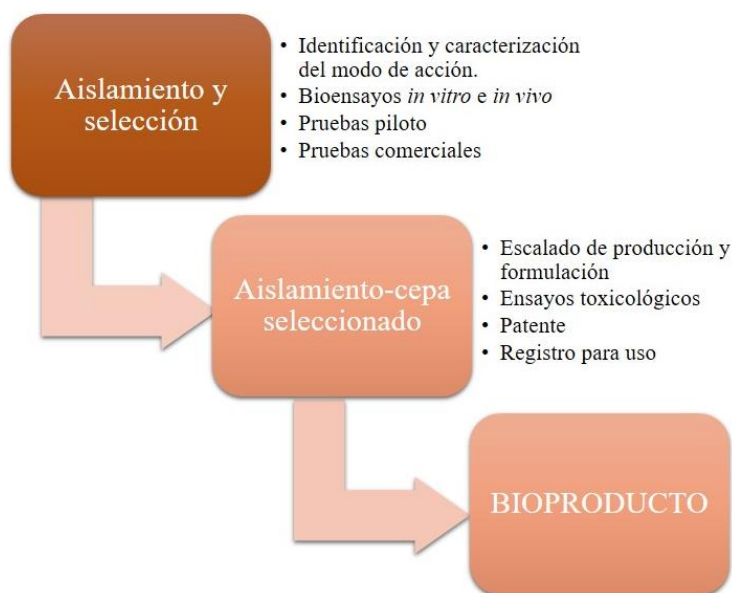 Aislamiento y
selección
• Identificación y caracterización
del modo de acción.
• Bioensayos in vitro e in vivo
• Pruebas piloto
• Pruebas comerciales
Aislamiento-cepa
seleccionado
• Escalado de producción y
formulación
• Ensayos toxicológicos
• Patente
• Registro para uso
BIOPRODUCTO